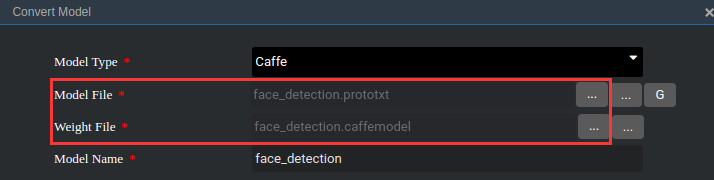 Convert Model ×
Model Type * Caffe
Model File * face_detection.prototxt ... ... G
Weight File * face_detection.caffemodel ... ...
Model Name * face_detection